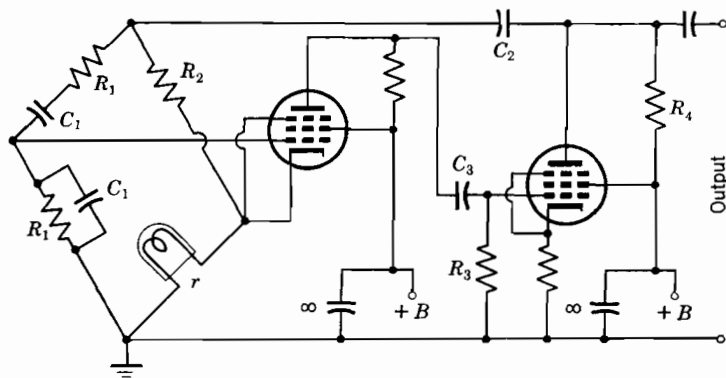 C₂
R₁
R₂
C₁
R₄
C₃
C₁
R₁
r
R₃
∞
+ B
∞
+ B
Output